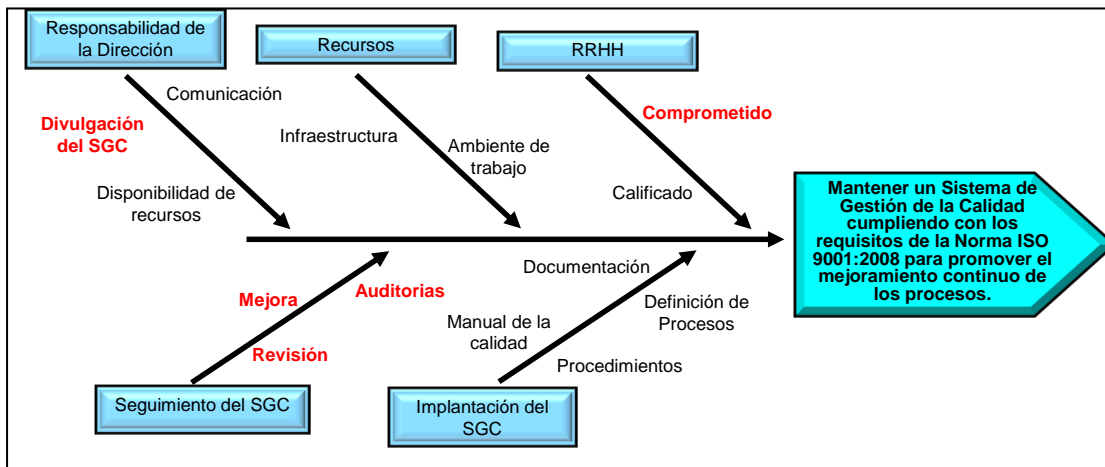 Responsabilidad de
la Dirección
Recursos
RRHH
Comunicación
Divulgación
del SGC
Disponibilidad de
recursos
Infraestructura
Ambiente de
trabajo
Comprometido
Calificado
Mantener un Sistema de
Gestión de la Calidad
cumpliendo con los
requisitos de la Norma ISO
9001:2008 para promover el
mejoramiento continuo de
los procesos.
Mejora
Auditorias
Revisión
Documentación
Manual de la
calidad
Definición de
Procesos
Procedimientos
Seguimiento del SGC
Implantación del
SGC